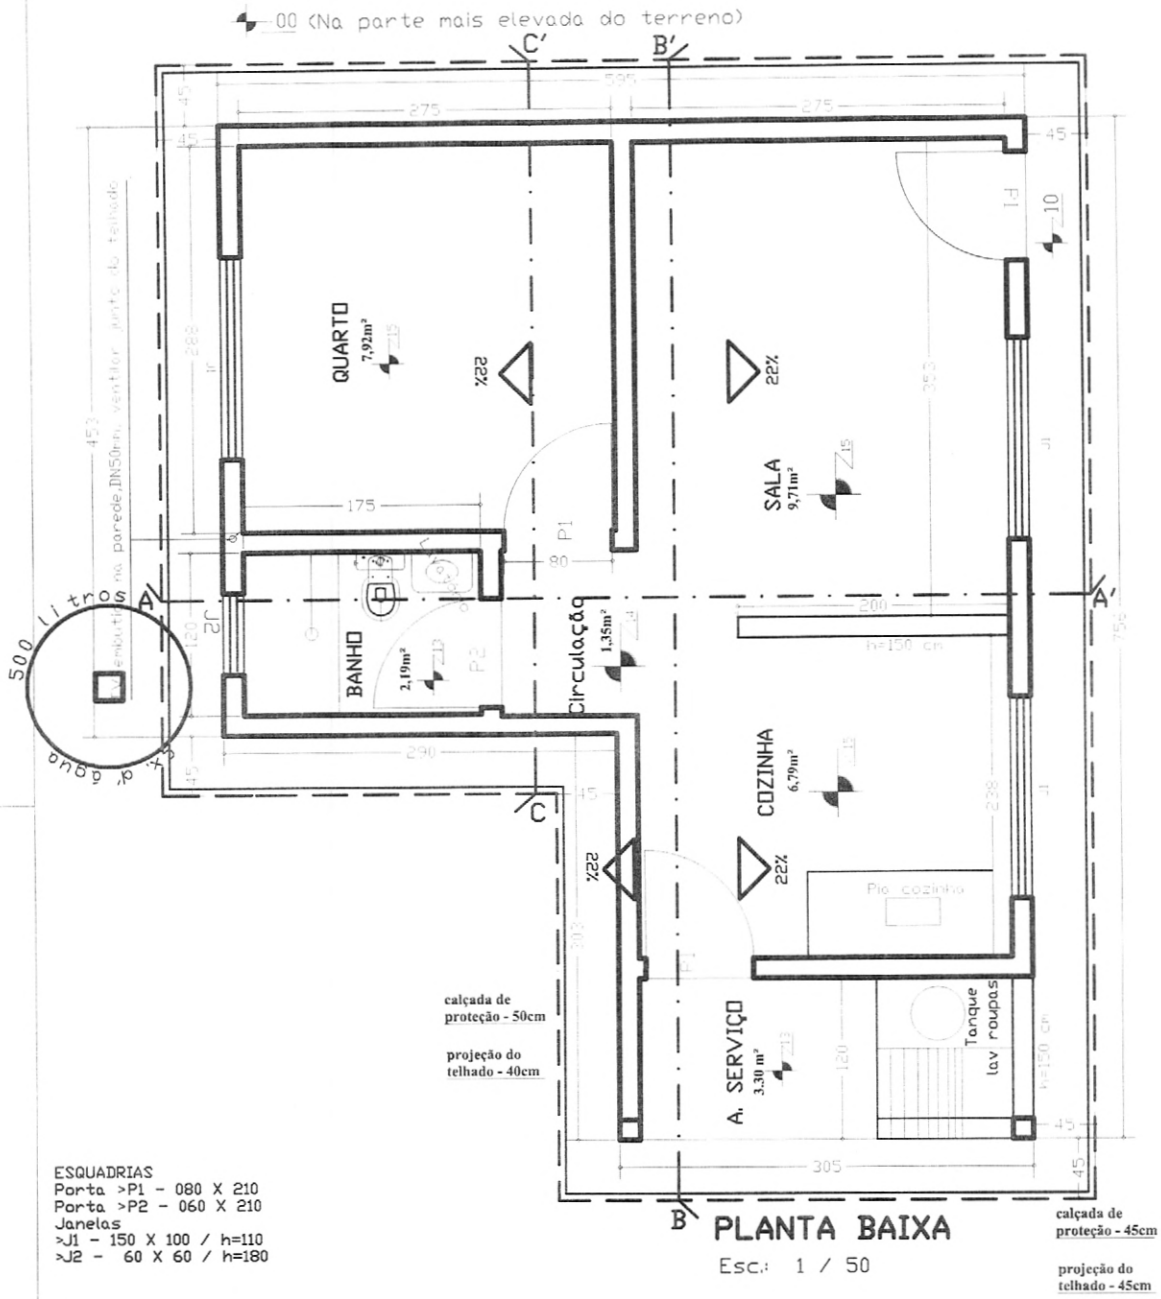 00 (Na parte mais elevada do terreno)
C'
B'
595
45
275
275
45
45
P1
10
QUARTO
7,92m²
15
22%
22%
288
J1
453
353
SALA
9,71m²
15
J1
175
P1
80
A
A'
500 litros
cx. d' água
J2
120
BANHO
2,19m²
13
P2
Circulação
1,35m²
14
200
h=150 cm
756
290
45
C
45
COZINHA
6,79m²
15
238
J1
22%
22%
Pia cozinha
303
P1
calçada de
proteção - 50cm
projeção do
telhado - 40cm
A. SERVIÇO
3.30 m²
13
120
Tanque
lav roupas
h=150 cm
45
305
45
ESQUADRIAS
Porta >P1 - 080 X 210
Porta >P2 - 060 X 210
Janelas
>J1 - 150 X 100 / h=110
>J2 - 60 X 60 / h=180
B
PLANTA BAIXA
Esc.: 1 / 50
calçada de
proteção - 45cm
projeção do
telhado - 45cm
na parede,DN50mm, ventilar junto do telhado